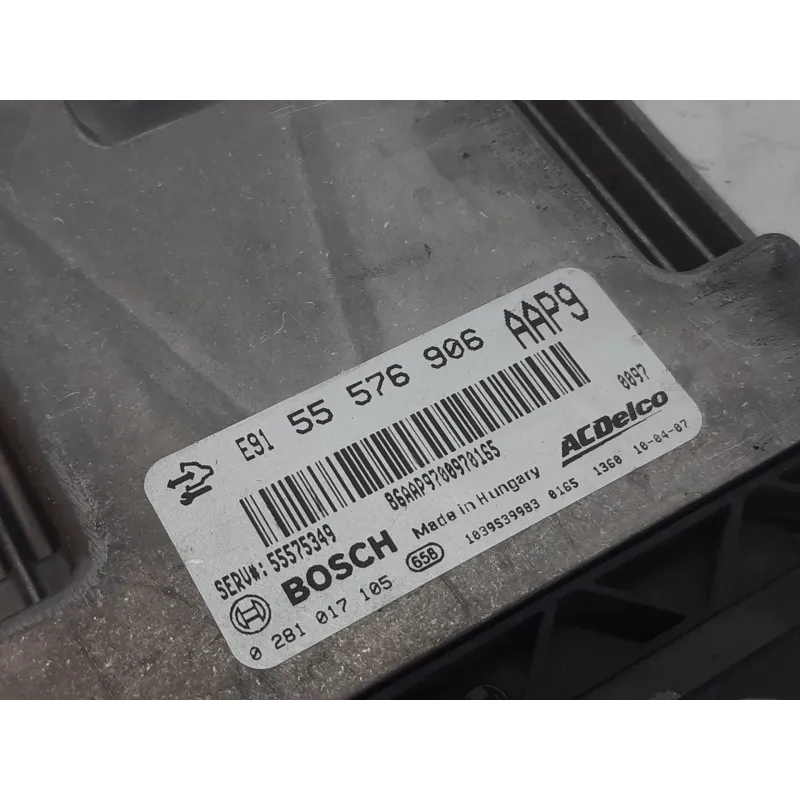 E91 55 576 906 AAP9
0097
86AAP9700970165
ACDelco
SERV#: 55575349
BOSCH Made in Hungary
0 281 017 105 658 1039S39983 0165 1360 10-04-07